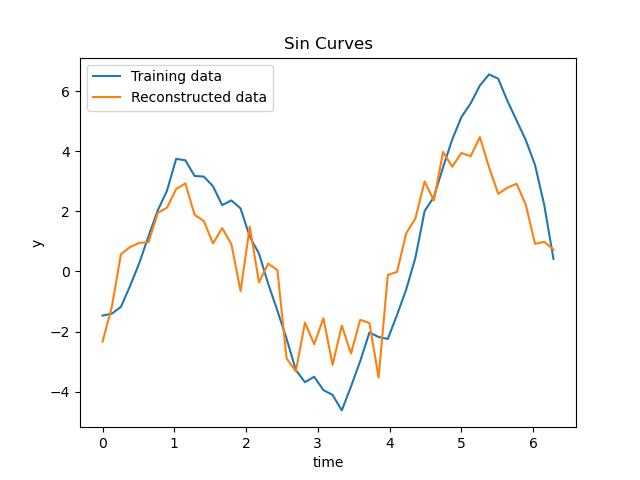 Sin Curves
Training data
Reconstructed data
6
4
2
0
−2
−4
y
0 1 2 3 4 5 6
time